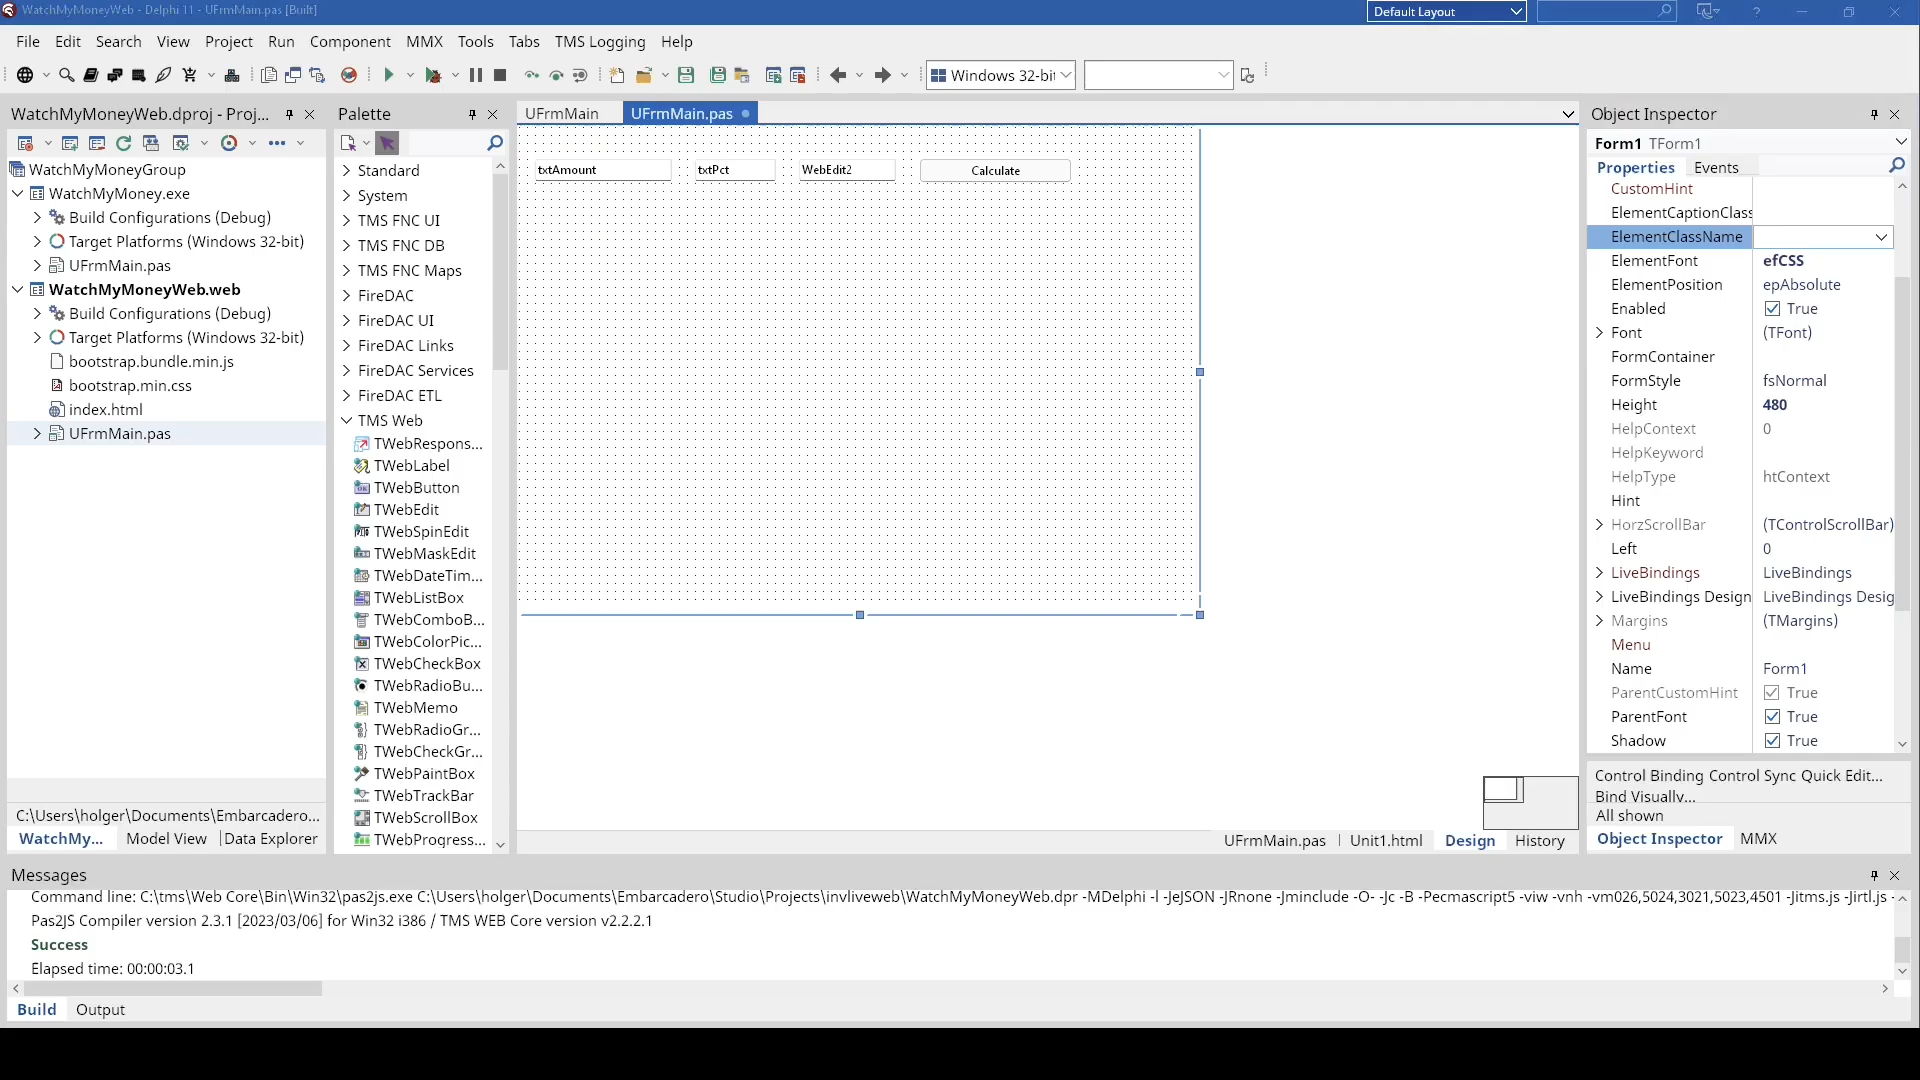 WatchMyMoneyWeb - Delphi 11 - UFrmMain.pas [Built]
Default Layout
?
File Edit Search View Project Run Component MMX Tools Tabs TMS Logging Help
Windows 32-bit
WatchMyMoneyWeb.dproj - Proj...
WatchMyMoneyGroup
WatchMyMoney.exe
Build Configurations (Debug)
Target Platforms (Windows 32-bit)
UFrmMain.pas
WatchMyMoneyWeb.web
Build Configurations (Debug)
Target Platforms (Windows 32-bit)
bootstrap.bundle.min.js
bootstrap.min.css
index.html
UFrmMain.pas
C:\Users\holger\Documents\Embarcadero...
WatchMy... Model View Data Explorer
Palette
Standard
System
TMS FNC UI
TMS FNC DB
TMS FNC Maps
FireDAC
FireDAC UI
FireDAC Links
FireDAC Services
FireDAC ETL
TMS Web
TWebRespons...
TWebLabel
TWebButton
TWebEdit
TWebSpinEdit
TWebMaskEdit
TWebDateTim...
TWebListBox
TWebComboB...
TWebColorPic...
TWebCheckBox
TWebRadioBu...
TWebMemo
TWebRadioGr...
TWebCheckGr...
TWebPaintBox
TWebTrackBar
TWebScrollBox
TWebProgress...
UFrmMain UFrmMain.pas
txtAmount txtPct WebEdit2 Calculate
UFrmMain.pas Unit1.html Design History
Object Inspector
Form1 TForm1
Properties Events
CustomHint
ElementCaptionClass
ElementClassName
ElementFont efCSS
ElementPosition epAbsolute
Enabled True
Font (TFont)
FormContainer
FormStyle fsNormal
Height 480
HelpContext 0
HelpKeyword
HelpType htContext
Hint
HorzScrollBar (TControlScrollBar)
Left 0
LiveBindings LiveBindings
LiveBindings Design LiveBindings Desig
Margins (TMargins)
Menu
Name Form1
ParentCustomHint True
ParentFont True
Shadow True
Control Binding Control Sync Quick Edit...
Bind Visually...
All shown
Object Inspector MMX
Messages
Command line: C:\tms\Web Core\Bin\Win32\pas2js.exe C:\Users\holger\Documents\Embarcadero\Studio\Projects\invliveweb\WatchMyMoneyWeb.dpr -MDelphi -l -JeJSON -JRnone -Jminclude -O- -Jc -B -Pecmascript5 -viw -vnh -vm026,5024,3021,5023,4501 -Jitms.js -Jirtl.js -
Pas2JS Compiler version 2.3.1 [2023/03/06] for Win32 i386 / TMS WEB Core version v2.2.2.1
Success
Elapsed time: 00:00:03.1
Build Output